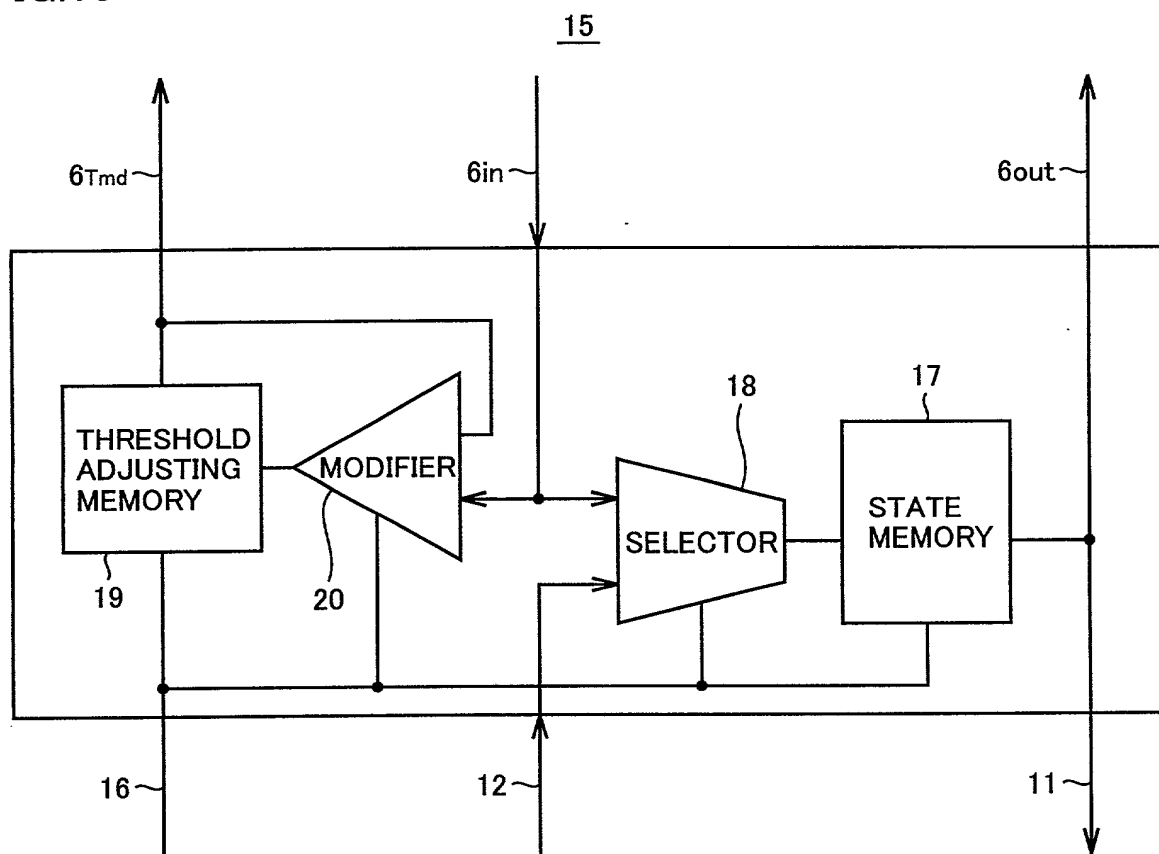 15
6Tmd
6in
6out
THRESHOLD
ADJUSTING
MEMORY
MODIFIER
18
17
SELECTOR
STATE
MEMORY
19
20
16
12
11